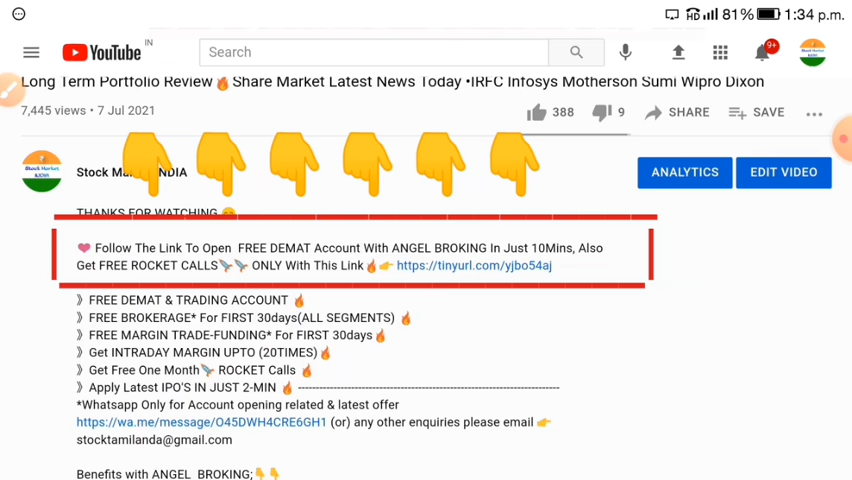 HD 81% 1:34 p.m.
YouTube IN
Search
9+
Long Term Portfolio Review🔥Share Market Latest News Today •IRFC Infosys Motherson Sumi Wipro Dixon
7,445 views • 7 Jul 2021
388 9 SHARE SAVE ...
Stock Ma NDIA
ANALYTICS EDIT VIDEO
THANKS FOR WATCHING 😊
❤ Follow The Link To Open FREE DEMAT Account With ANGEL BROKING In Just 10Mins, Also
Get FREE ROCKET CALLS🚀🚀 ONLY With This Link🔥👉 https://tinyurl.com/yjbo54aj
》FREE DEMAT & TRADING ACCOUNT 🔥
》FREE BROKERAGE* For FIRST 30days(ALL SEGMENTS) 🔥
》FREE MARGIN TRADE-FUNDING* For FIRST 30days🔥
》Get INTRADAY MARGIN UPTO (20TIMES)🔥
》Get Free One Month🚀 ROCKET Calls 🔥
》Apply Latest IPO'S IN JUST 2-MIN 🔥 --------------------------------------------------------------------------
*Whatsapp Only for Account opening related & latest offer
https://wa.me/message/O45DWH4CRE6GH1 (or) any other enquiries please email 👉
stocktamilanda@gmail.com
Benefits with ANGEL BROKING;👇👇